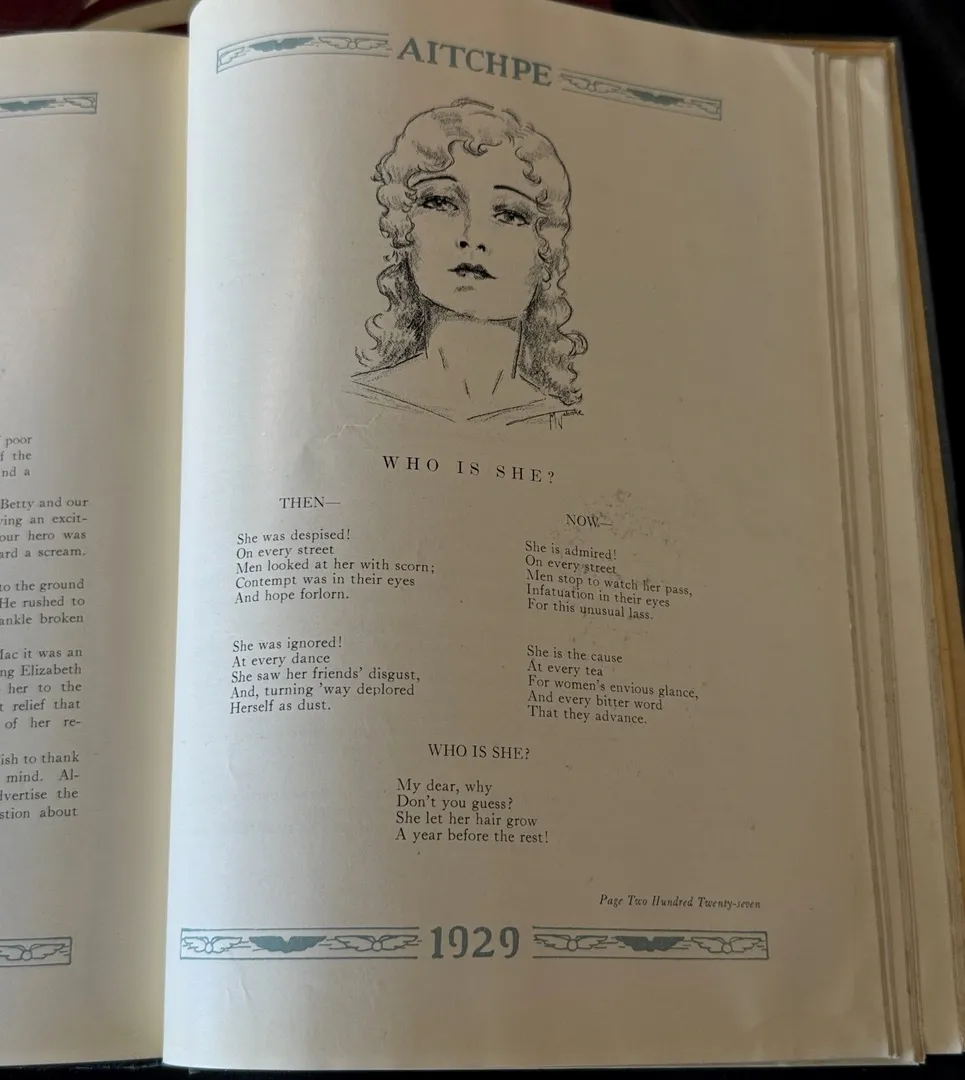 poor
f the
nd a
Betty and our
ving an excit-
our hero was
ard a scream.
to the ground
He rushed to
ankle broken
Mac it was an
ng Elizabeth
her to the
t relief that
of her re-
ish to thank
mind. Al-
dvertise the
stion about
AITCHPE
WHO IS SHE?
THEN—
She was despised!
On every street
Men looked at her with scorn;
Contempt was in their eyes
And hope forlorn.
She was ignored!
At every dance
She saw her friends' disgust,
And, turning 'way deplored
Herself as dust.
NOW—
She is admired!
On every street
Men stop to watch her pass,
Infatuation in their eyes
For this unusual lass.
She is the cause
At every tea
For women's envious glance,
And every bitter word
That they advance.
WHO IS SHE?
My dear, why
Don't you guess?
She let her hair grow
A year before the rest!
Page Two Hundred Twenty-seven
1929